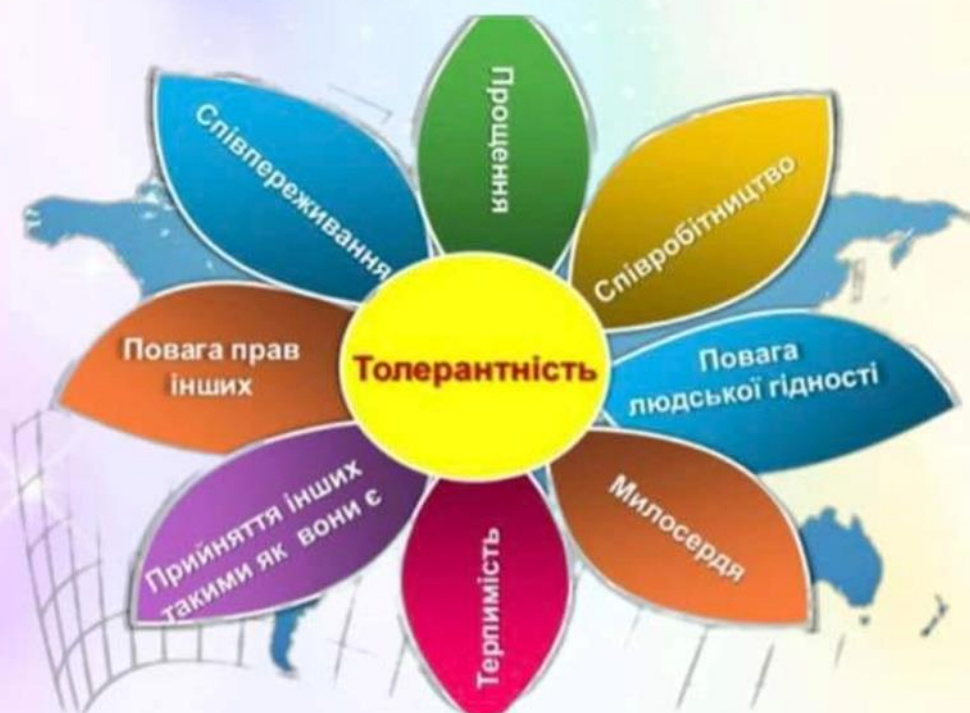 Прощення
Співпереживання
Співробітництво
Повага прав
інших
Толерантність
Повага
людської гідності
Прийняття інших
такими як вони є
Милосердя
Терпимість